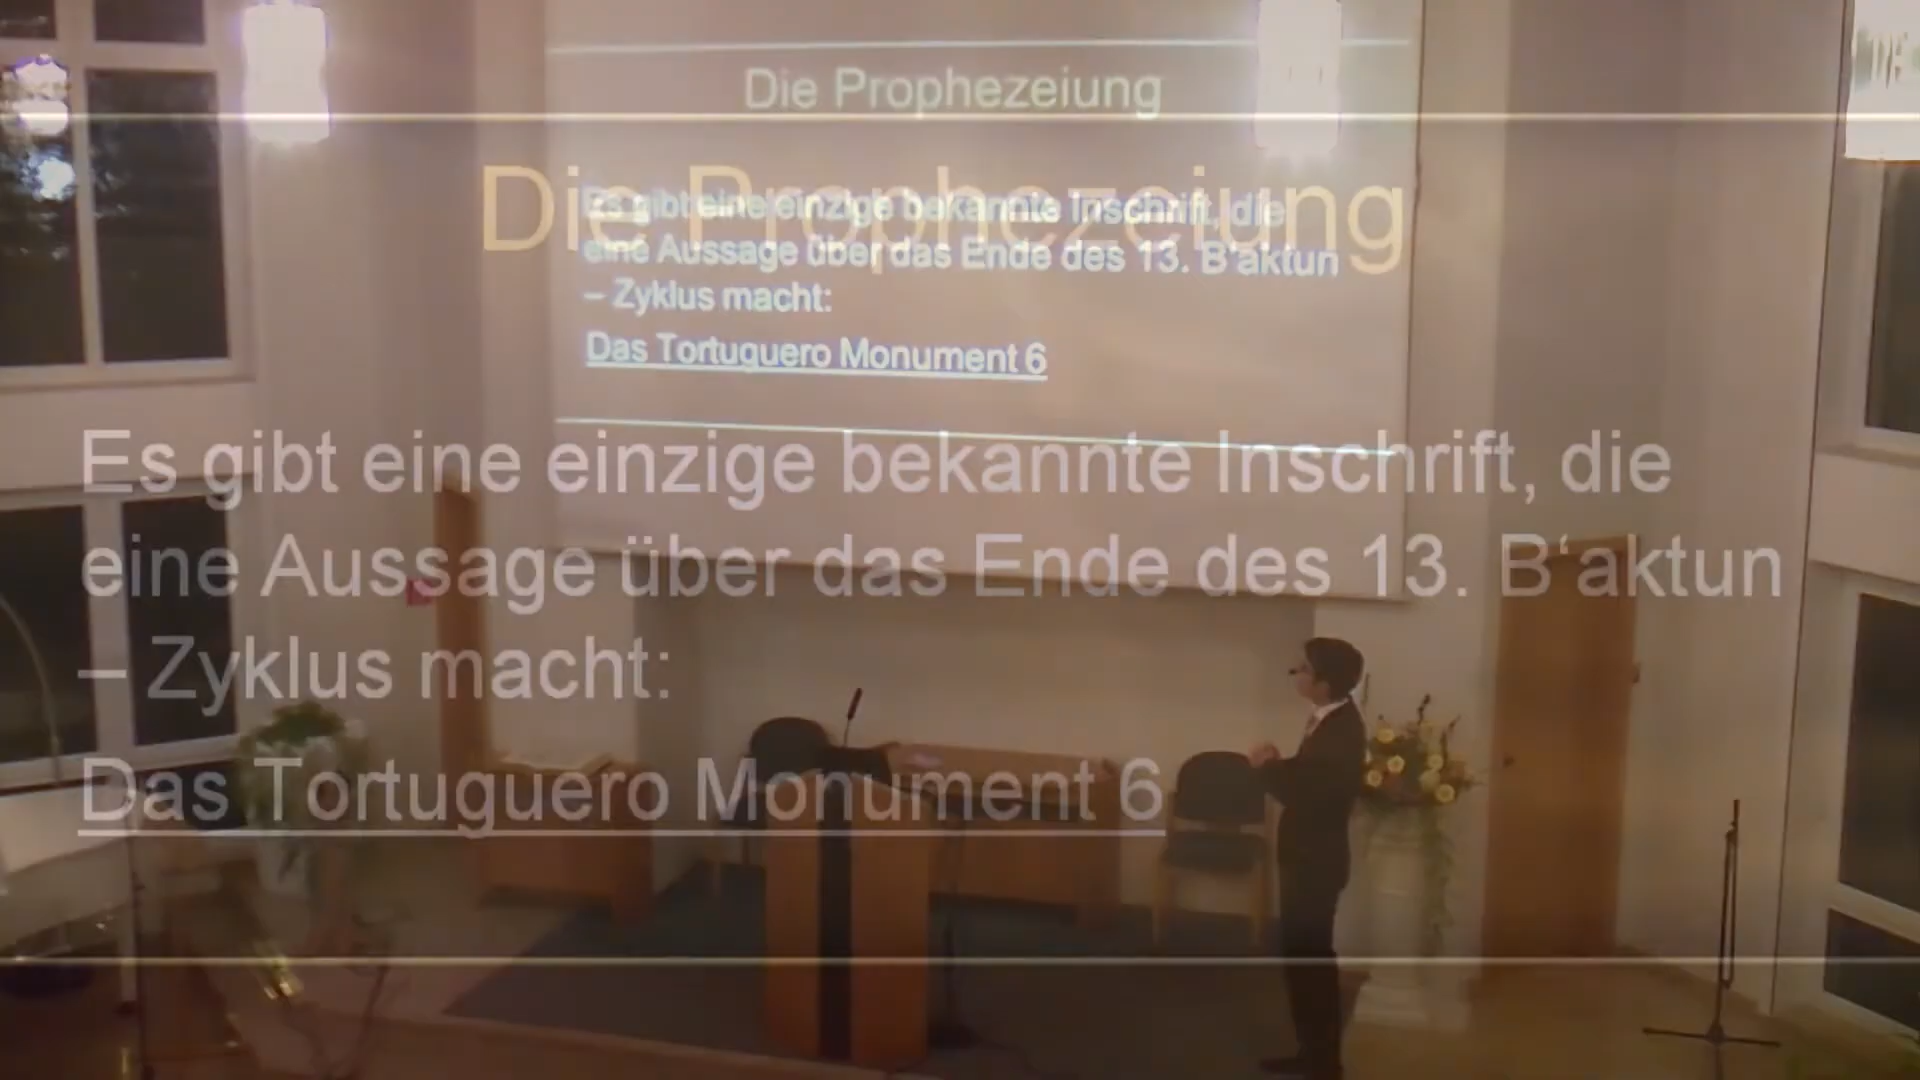 Die Prophezeiung
Es gibt eine einzige bekannte Inschrift, die
eine Aussage über das Ende des 13. B'aktun
– Zyklus macht:
Das Tortuguero Monument 6
Die Prophezeiung
Es gibt eine einzige bekannte Inschrift, die
eine Aussage über das Ende des 13. B‘aktun
– Zyklus macht:
Das Tortuguero Monument 6